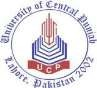 University of Central Punjab
UCP
Lahore, Pakistan 2002